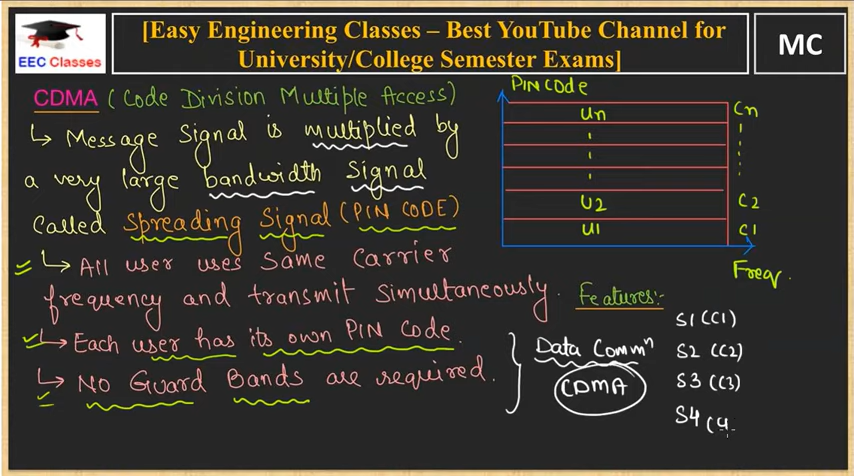 EEC Classes
[Easy Engineering Classes – Best YouTube Channel for
University/College Semester Exams]
MC
CDMA (Code Division Multiple Access)
↳ Message Signal is multiplied by
a very large bandwidth signal
called Spreading Signal (PIN CODE)
↳ All user uses same carrier
frequency and transmit simultaneously.
↳ Each user has its own PIN Code.
↳ No Guard Bands are required.
PIN CODE
Un
Cn
U2
C2
U1
C1
Freq.
Features:-
Data Commⁿ
CDMA
S1 (C1)
S2 (C2)
S3 (C3)
S4 (4